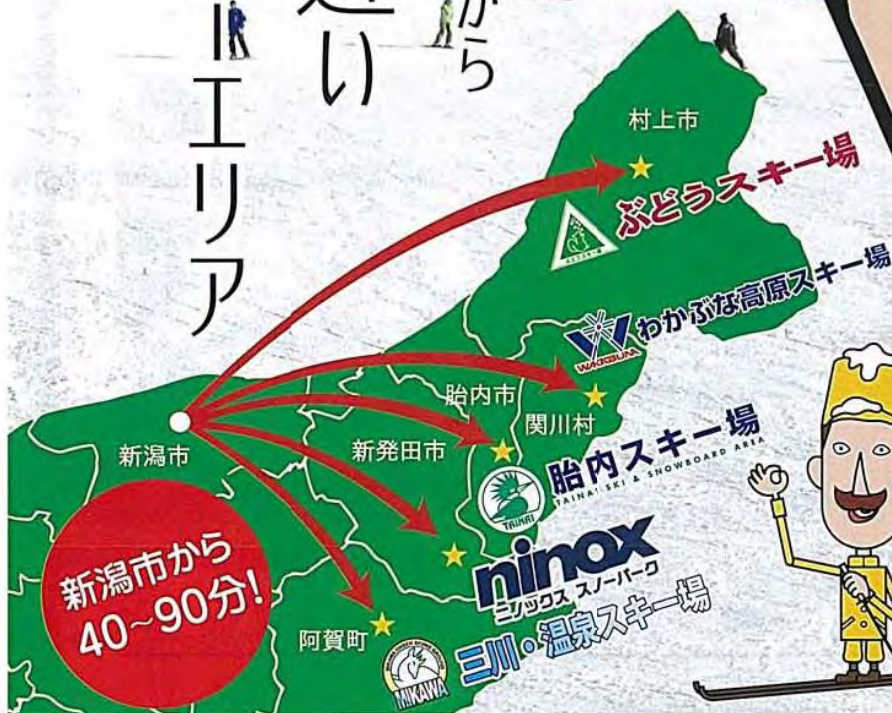 から
近い
ーエリア
村上市
ぶどうスキー場
わかぶな高原スキー場
WAKABUNA
胎内市
関川村
新潟市
新発田市
胎内スキー場
TAINAI SKI & SNOWBOARD AREA
TAINAI
ninox
ニノックス スノーパーク
新潟市から
40~90分!
阿賀町
三川・温泉スキー場
MIKAWA